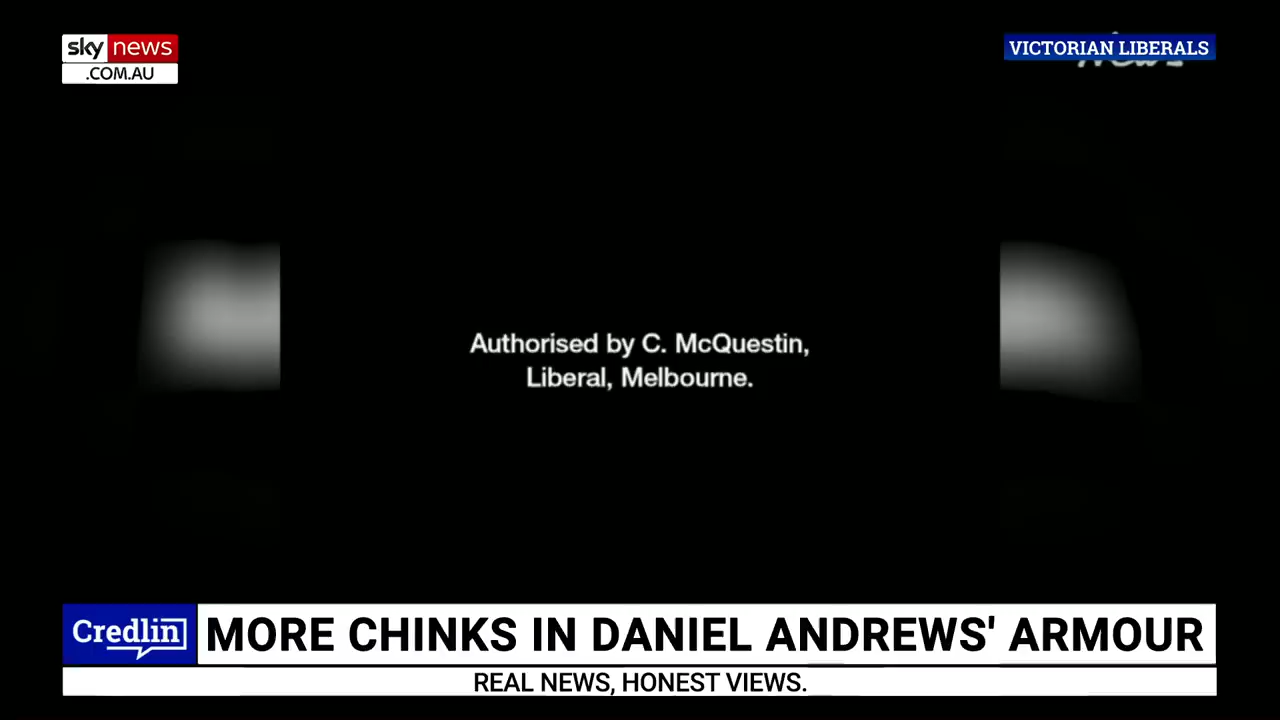 sky news
.COM.AU
VICTORIAN LIBERALS
Authorised by C. McQuestin,
Liberal, Melbourne.
Credlin
MORE CHINKS IN DANIEL ANDREWS' ARMOUR
REAL NEWS, HONEST VIEWS.